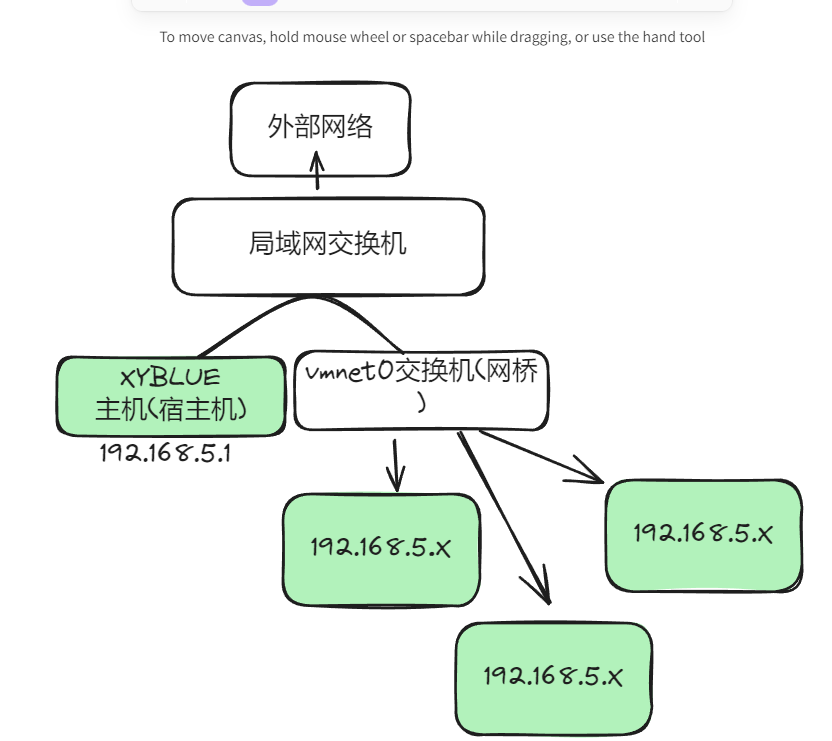 To move canvas, hold mouse wheel or spacebar while dragging, or use the hand tool
外部网络
局域网交换机
XYBLUE
主机(宿主机)
192.168.5.1
vmnet0交换机(网桥
)
192.168.5.x
192.168.5.x
192.168.5.x